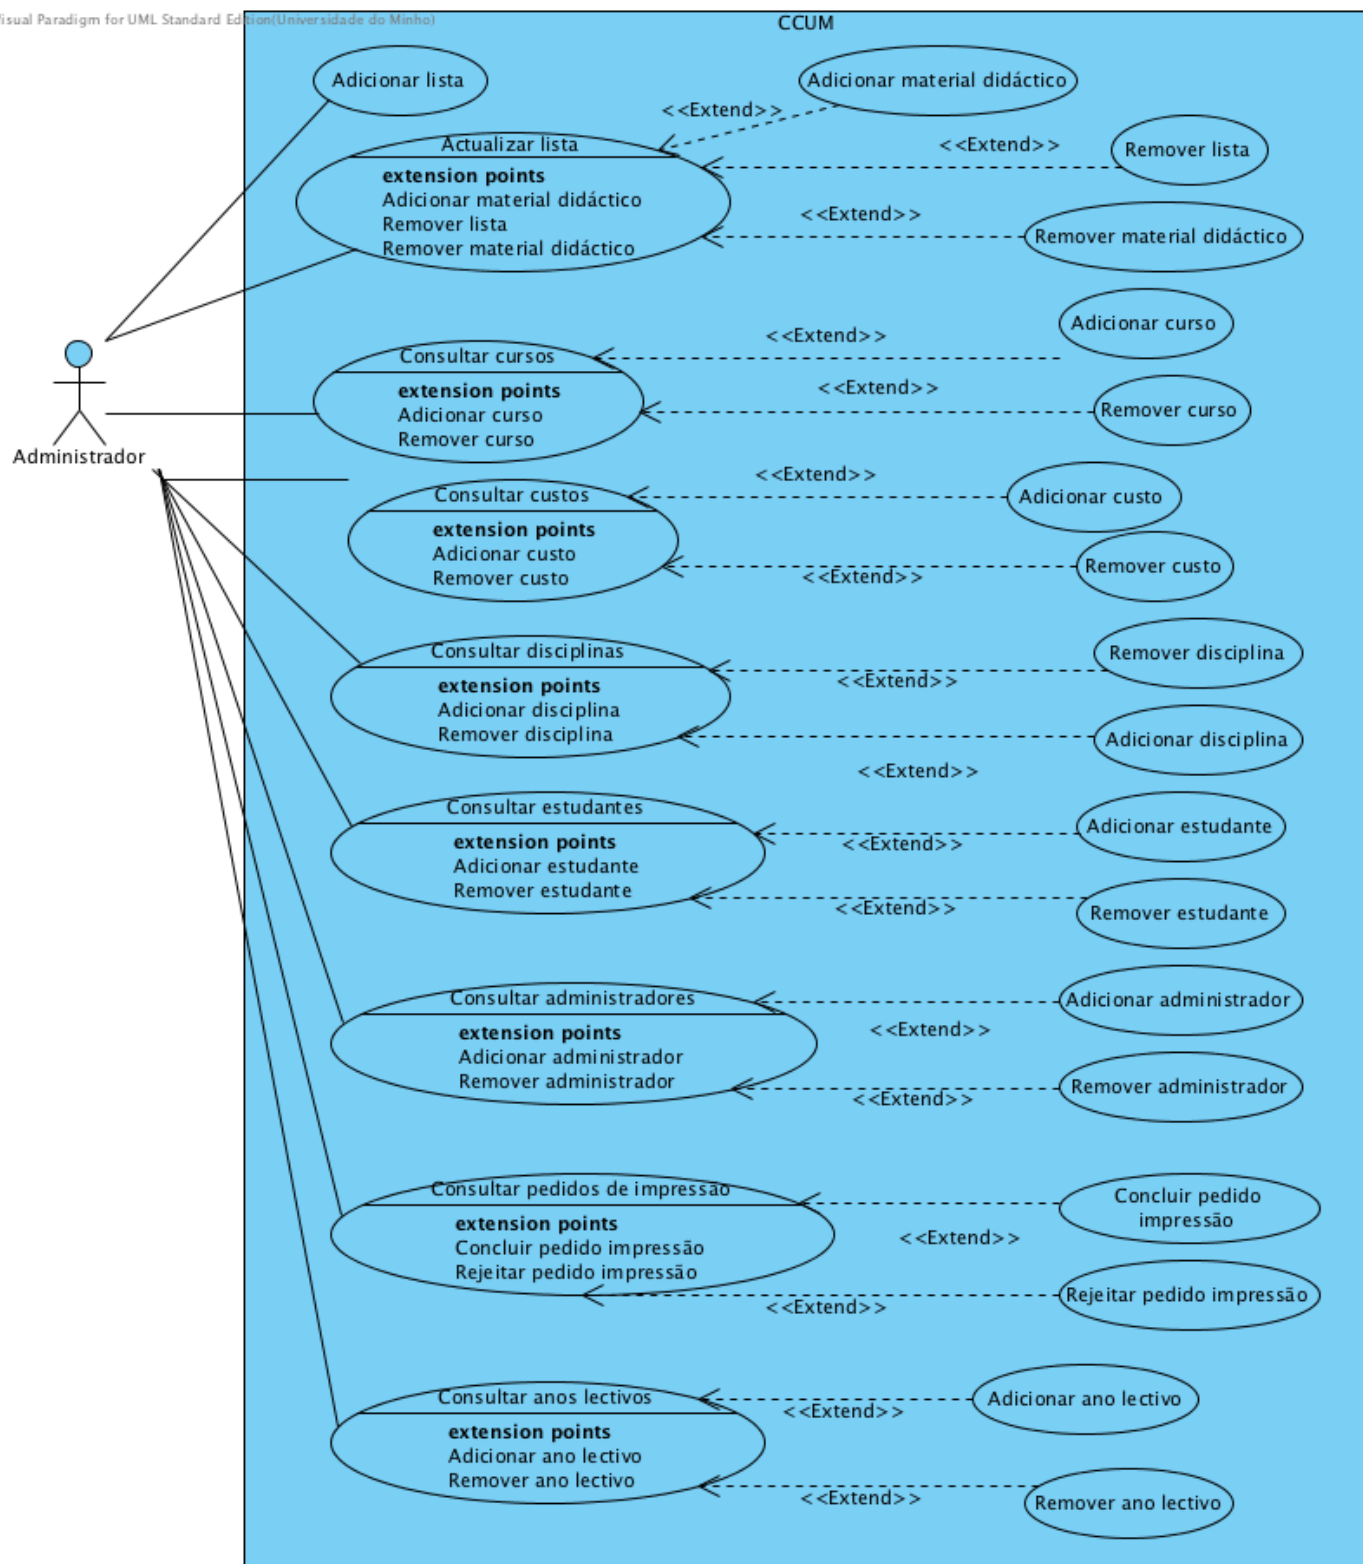 Visual Paradigm for UML Standard Edition(Universidade do Minho)
CCUM
Adicionar lista
Adicionar material didáctico
<<Extend>>
Actualizar lista
<<Extend>>
Remover lista
extension points
Adicionar material didáctico
Remover lista
Remover material didáctico
<<Extend>>
Remover material didáctico
Adicionar curso
<<Extend>>
Consultar cursos
extension points
Adicionar curso
Remover curso
<<Extend>>
Remover curso
Administrador
<<Extend>>
Adicionar custo
Consultar custos
extension points
Adicionar custo
Remover custo
<<Extend>>
Remover custo
Consultar disciplinas
extension points
Adicionar disciplina
Remover disciplina
Remover disciplina
<<Extend>>
Adicionar disciplina
<<Extend>>
Consultar estudantes
extension points
Adicionar estudante
Remover estudante
Adicionar estudante
<<Extend>>
<<Extend>>
Remover estudante
Consultar administradores
extension points
Adicionar administrador
Remover administrador
Adicionar administrador
<<Extend>>
Remover administrador
<<Extend>>
Consultar pedidos de impressão
extension points
Concluir pedido impressão
Rejeitar pedido impressão
Concluir pedido
impressão
<<Extend>>
Rejeitar pedido impressão
<<Extend>>
Consultar anos lectivos
extension points
Adicionar ano lectivo
Remover ano lectivo
Adicionar ano lectivo
<<Extend>>
<<Extend>>
Remover ano lectivo